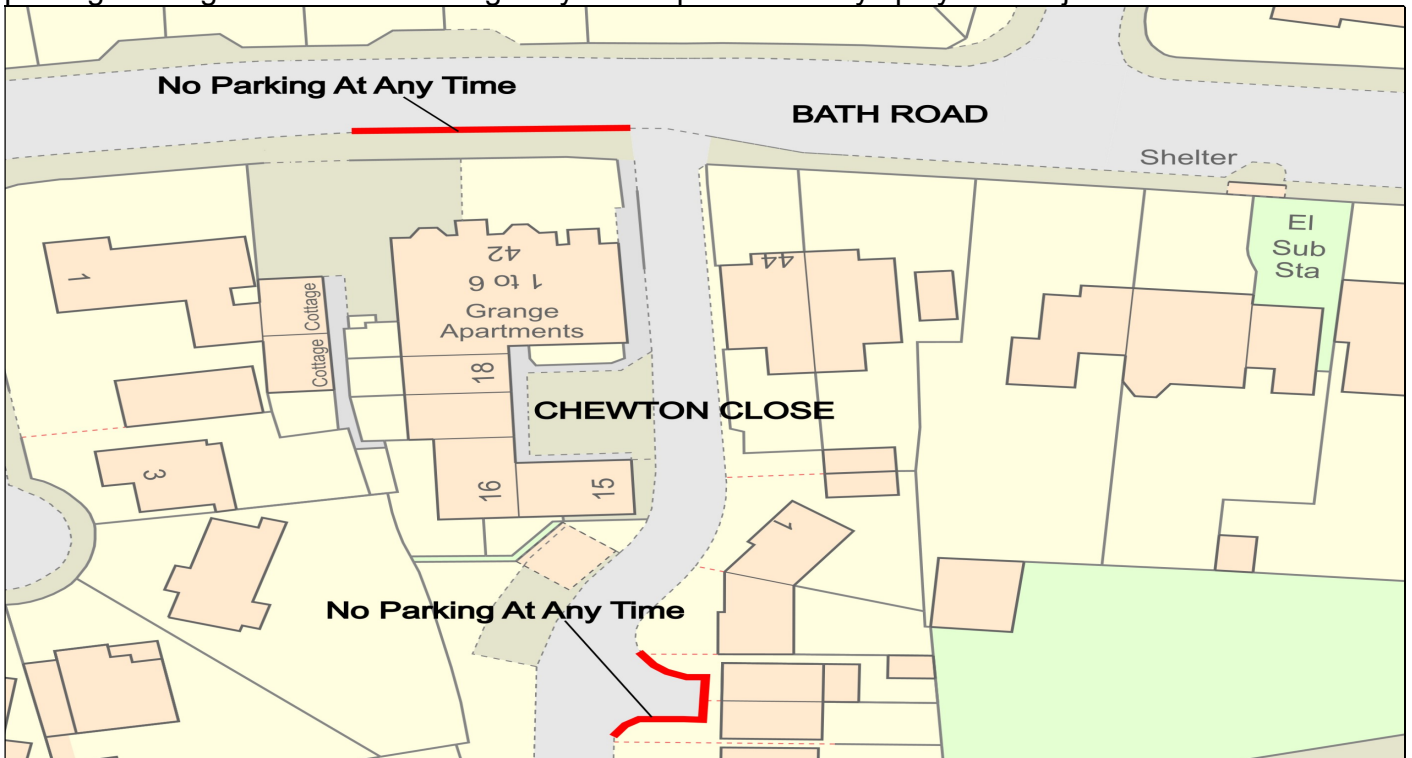 No Parking At Any Time
BATH ROAD
Shelter
El
Sub
Sta
42
1 to 6
Grange
Apartments
44
1
Cottage
Cottage
18
CHEWTON CLOSE
3
16
15
1
No Parking At Any Time